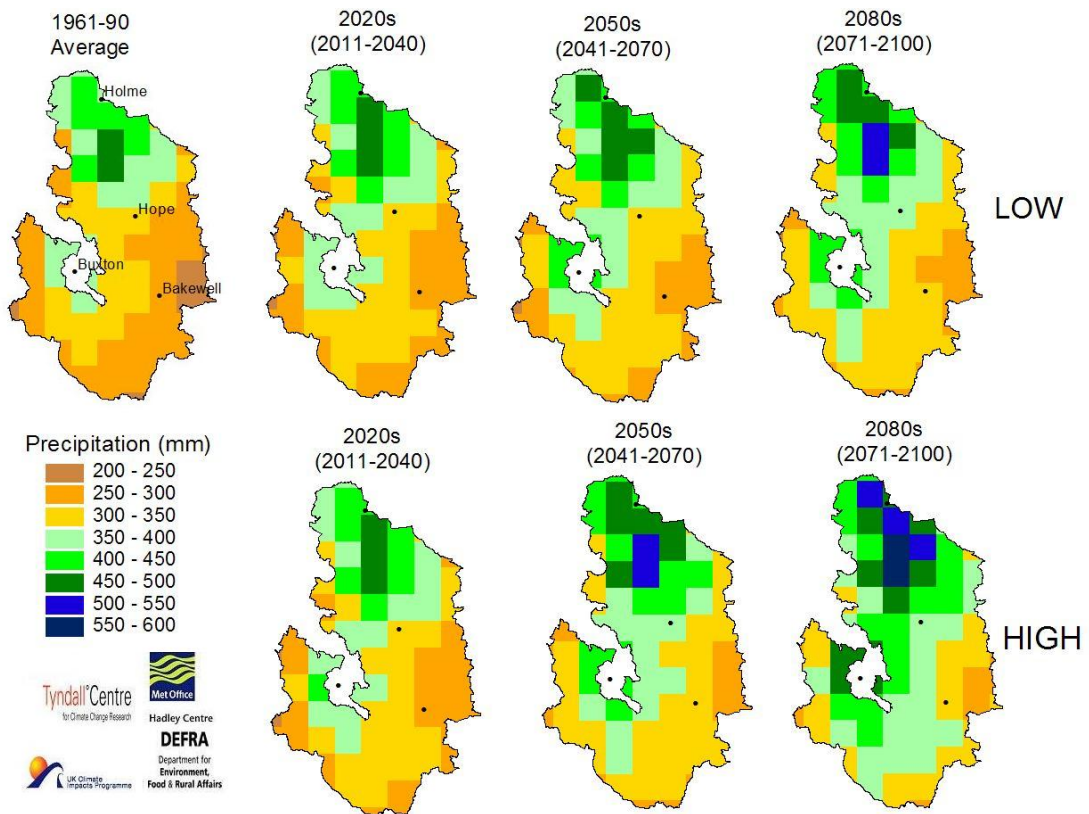 1961-90
Average
2020s
(2011-2040)
2050s
(2041-2070)
2080s
(2071-2100)
Holme
Hope
Buxton
Bakewell
LOW
Precipitation (mm)
200 - 250
250 - 300
300 - 350
350 - 400
400 - 450
450 - 500
500 - 550
550 - 600
2020s
(2011-2040)
2050s
(2041-2070)
2080s
(2071-2100)
HIGH
Tyndall°Centre
for Climate Change Research
Met Office
Hadley Centre
DEFRA
Department for
Environment,
Food & Rural Affairs
UK Climate
Impacts Programme